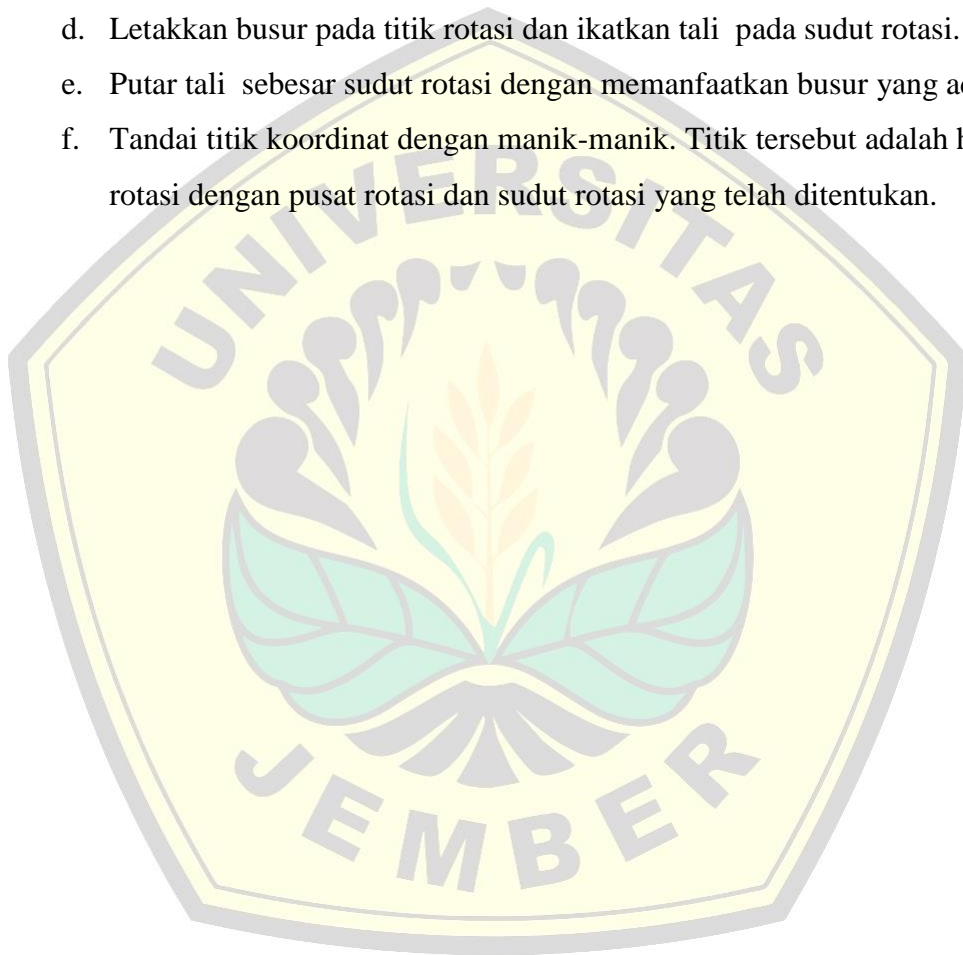 d. Letakkan busur pada titik rotasi dan ikatkan tali pada sudut rotasi.
e. Putar tali sebesar sudut rotasi dengan memanfaatkan busur yang
f. Tandai titik koordinat dengan manik-manik. Titik tersebut adalah
rotasi dengan pusat rotasi dan sudut rotasi yang telah ditentukan.
UNIVERSITAS
JEMBER